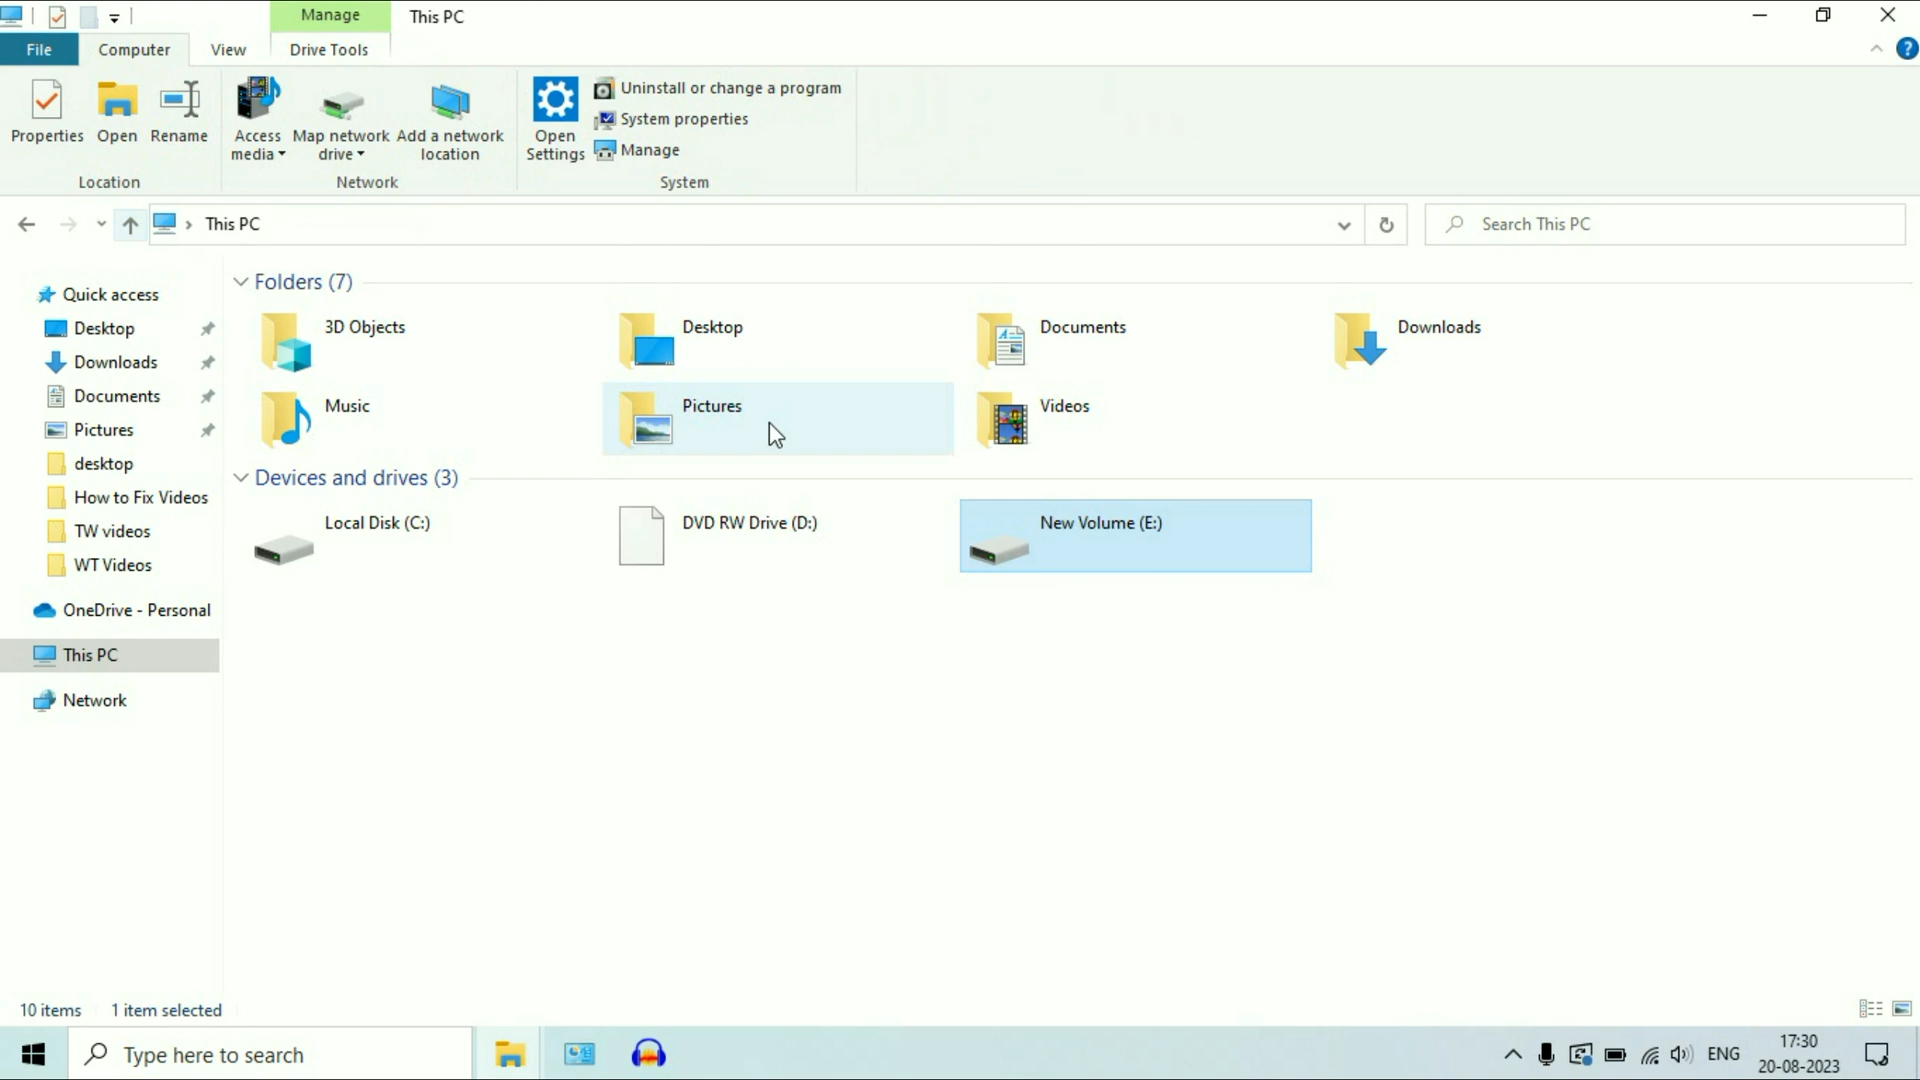 Manage
This PC
File
Computer
View
Drive Tools
Properties
Open
Rename
Access
media
Map network
drive
Add a network
location
Open
Settings
Uninstall or change a program
System properties
Manage
Location
Network
System
This PC
Search This PC
Quick access
Desktop
Downloads
Documents
Pictures
desktop
How to Fix Videos
TW videos
WT Videos
OneDrive - Personal
This PC
Network
Folders (7)
3D Objects
Desktop
Documents
Downloads
Music
Pictures
Videos
Devices and drives (3)
Local Disk (C:)
DVD RW Drive (D:)
New Volume (E:)
10 items
1 item selected
Type here to search
ENG
17:30
20-08-2023